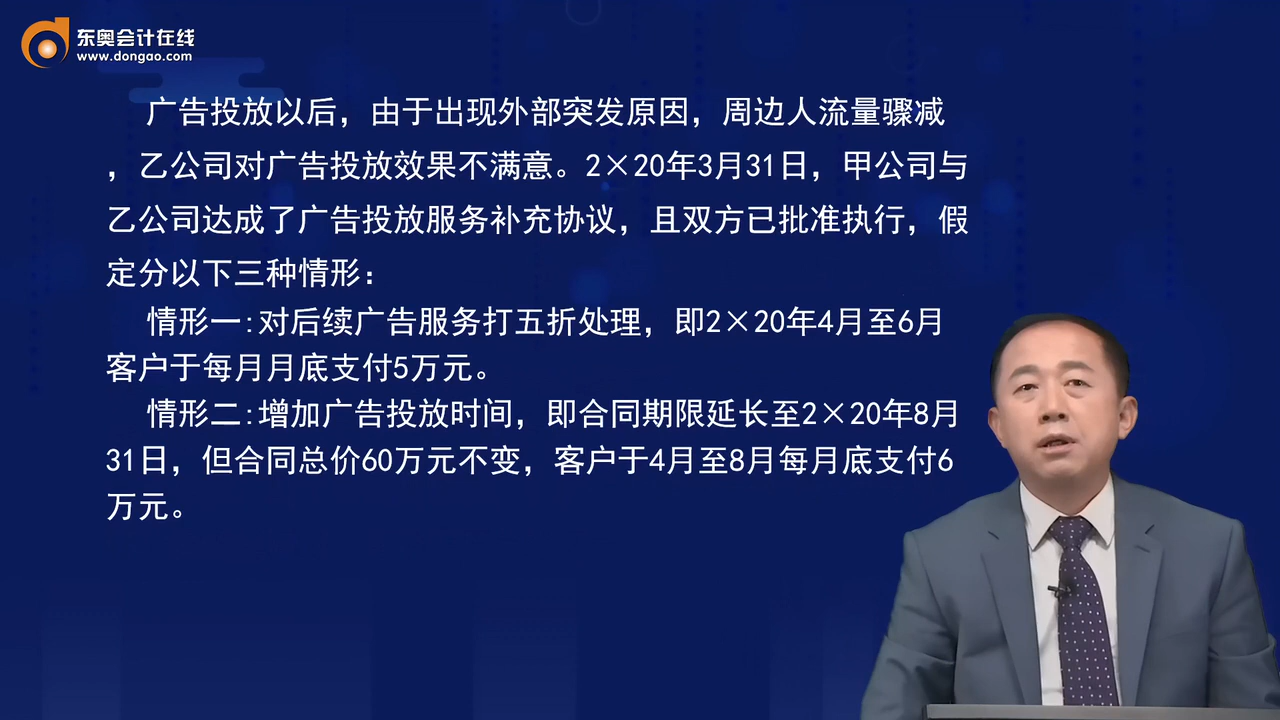 东奥会计在线
www.dongao.com
广告投放以后，由于出现外部突发原因，周边人流量骤减
，乙公司对广告投放效果不满意。2×20年3月31日，甲公司与
乙公司达成了广告投放服务补充协议，且双方已批准执行，假
定分以下三种情形：
情形一:对后续广告服务打五折处理，即2×20年4月至6月
客户于每月月底支付5万元。
情形二:增加广告投放时间，即合同期限延长至2×20年8月
31日，但合同总价60万元不变，客户于4月至8月每月底支付6
万元。